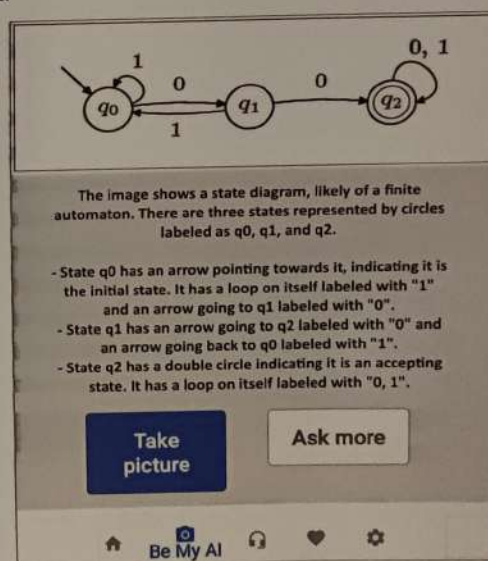 1
0
0
0, 1
q0
q1
q2
1
The image shows a state diagram, likely of a finite
automaton. There are three states represented by circles
labeled as q0, q1, and q2.
- State q0 has an arrow pointing towards it, indicating it is
the initial state. It has a loop on itself labeled with "1"
and an arrow going to q1 labeled with "0".
- State q1 has an arrow going to q2 labeled with "0" and
an arrow going back to q0 labeled with "1".
- State q2 has a double circle indicating it is an accepting
state. It has a loop on itself labeled with "0, 1".
Take
picture
Ask more
Be My AI